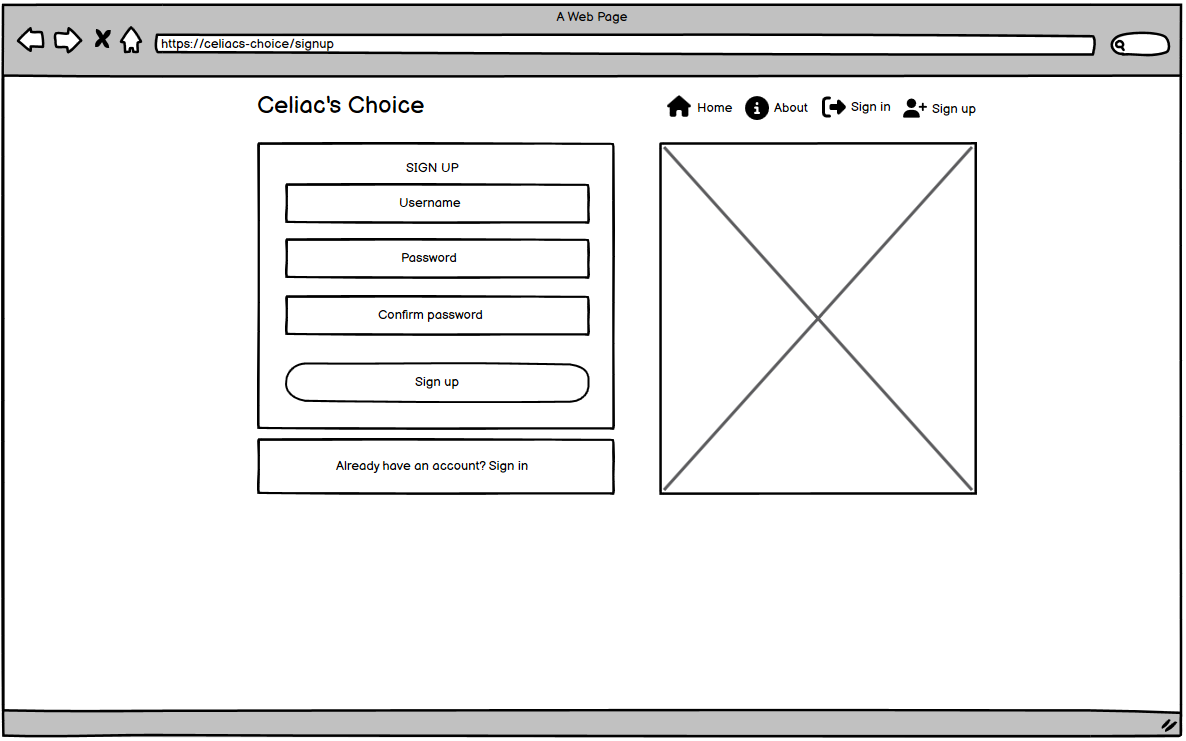 A Web Page
https://celiacs-choice/signup
Celiac's Choice
Home About Sign in Sign up
SIGN UP
Username
Password
Confirm password
Sign up
Already have an account? Sign in